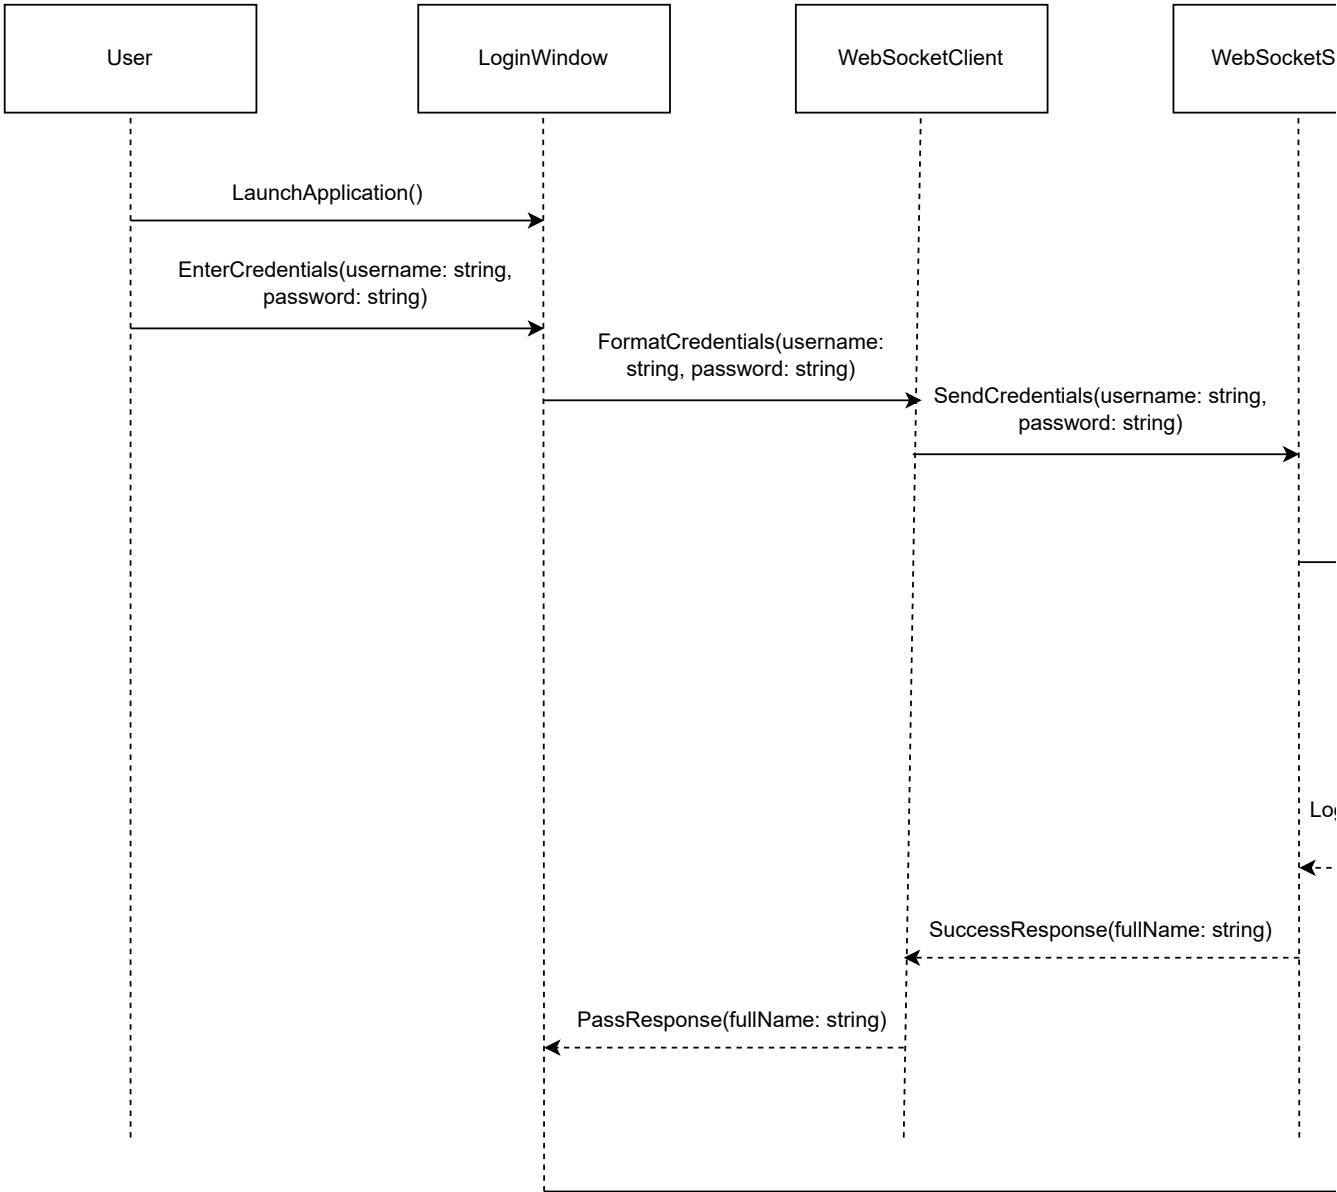 User
LoginWindow
WebSocketClient
WebSocketS
LaunchApplication()
EnterCredentials(username: string,
password: string)
FormatCredentials(username:
string, password: string)
SendCredentials(username: string,
password: string)
Log
SuccessResponse(fullName: string)
PassResponse(fullName: string)